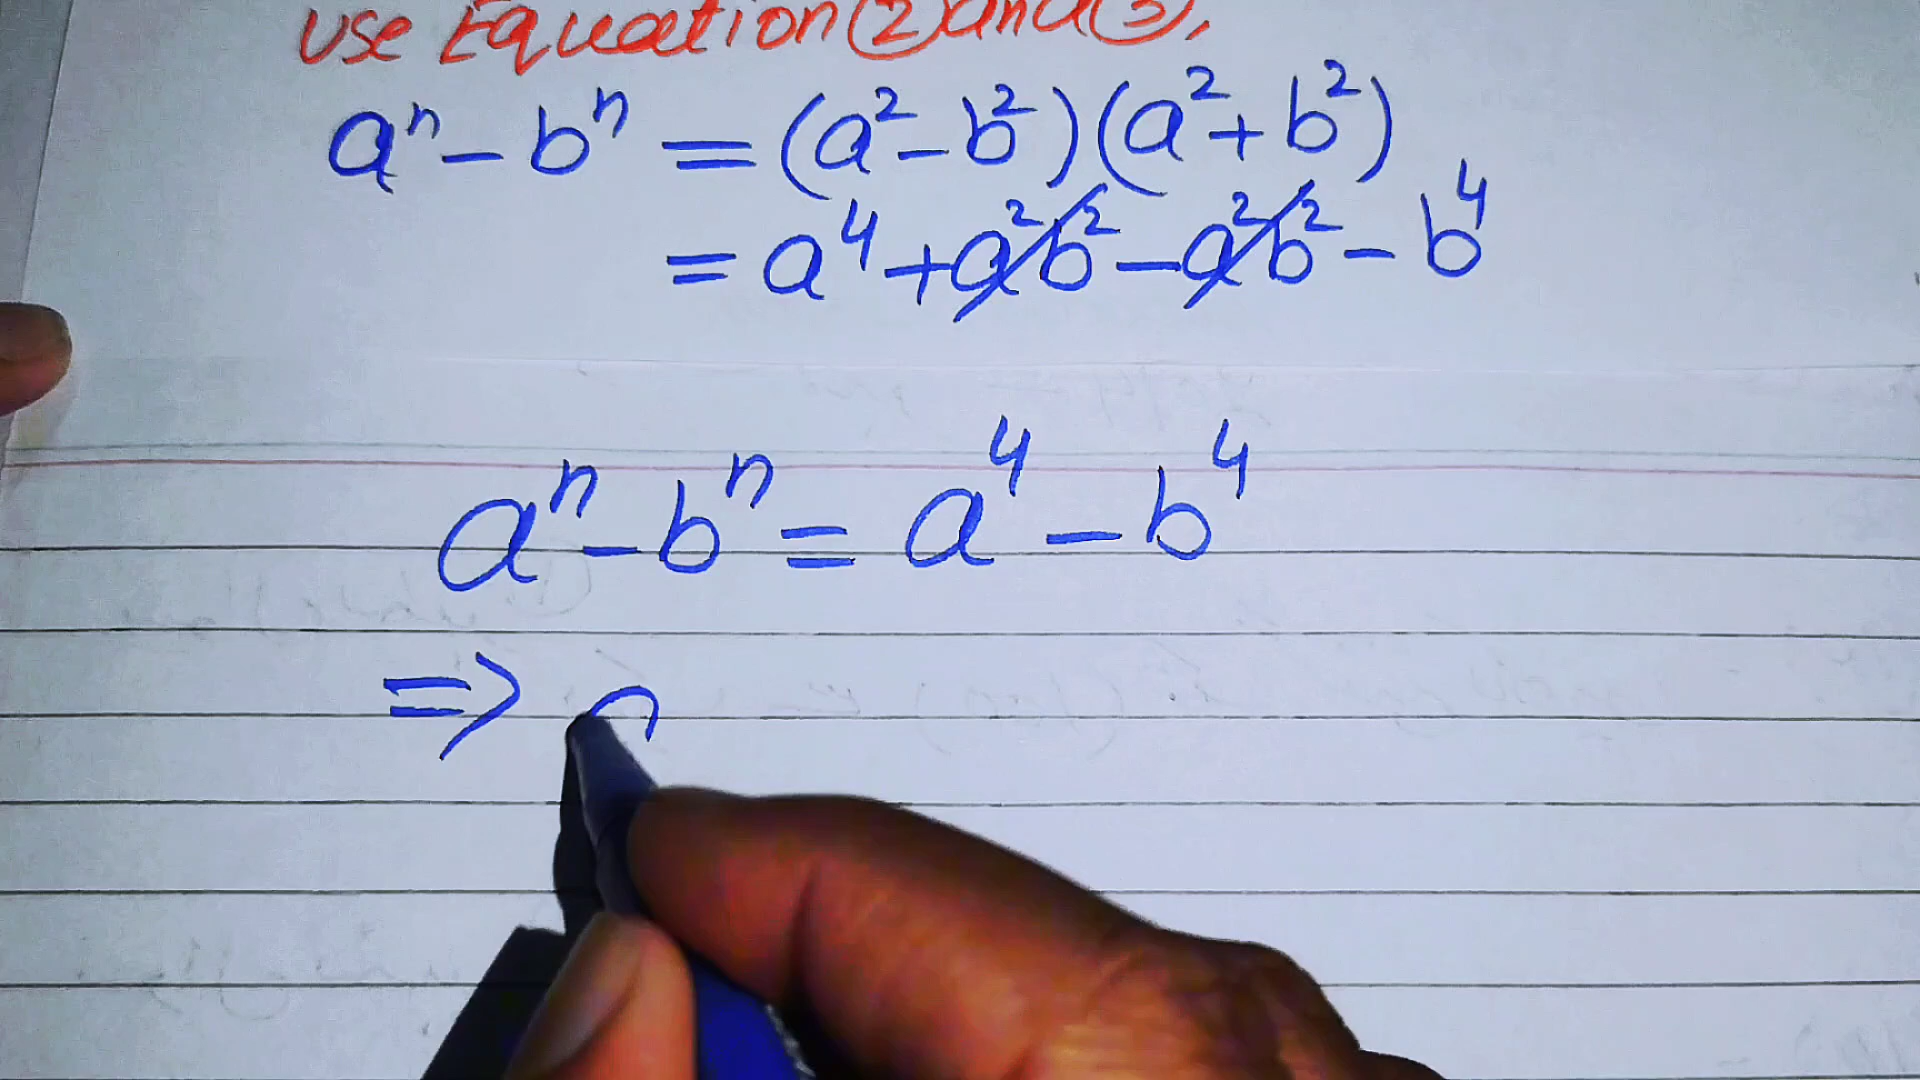 Use Equation (2) and (3),
aⁿ - bⁿ = (a² - b²)(a² + b²)
= a⁴ + a²b² - a²b² - b⁴
aⁿ - bⁿ = a⁴ - b⁴
⇒